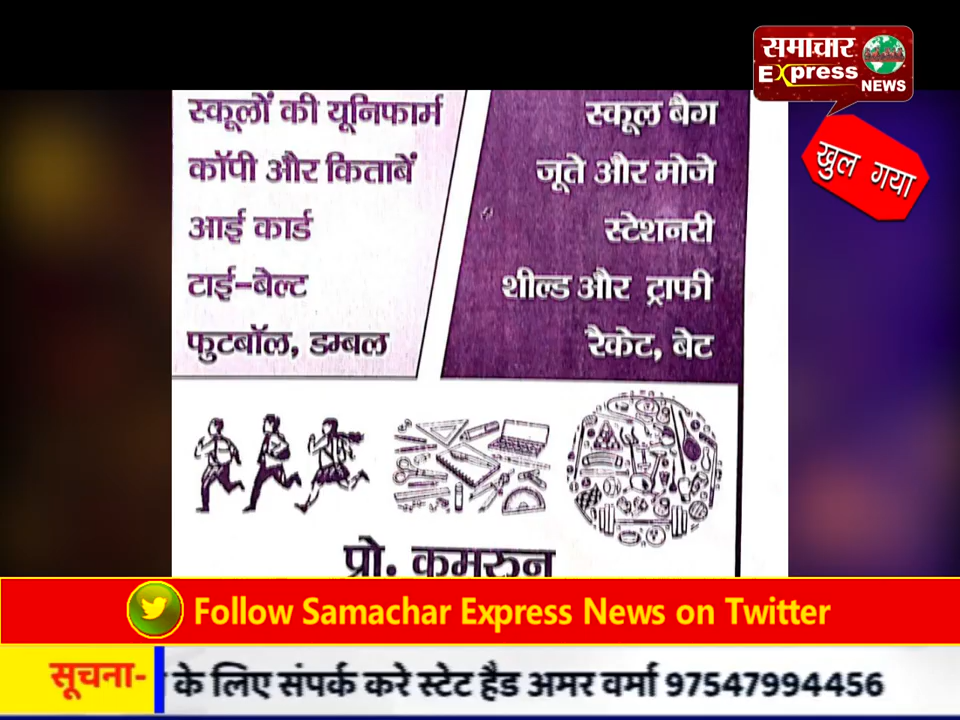 समाचार
Express
NEWS
खुल गया
स्कूलों की यूनिफार्म
कॉपी और किताबें
आई कार्ड
टाई-बेल्ट
फुटबॉल, डम्बल
स्कूल बैग
जूते और मोजे
स्टेशनरी
शील्ड और ट्राफी
रैकेट, बेट
प्रो. कमरुन
Follow Samachar Express News on Twitter
सूचना- के लिए संपर्क करे स्टेट हैड अमर वर्मा 97547994456